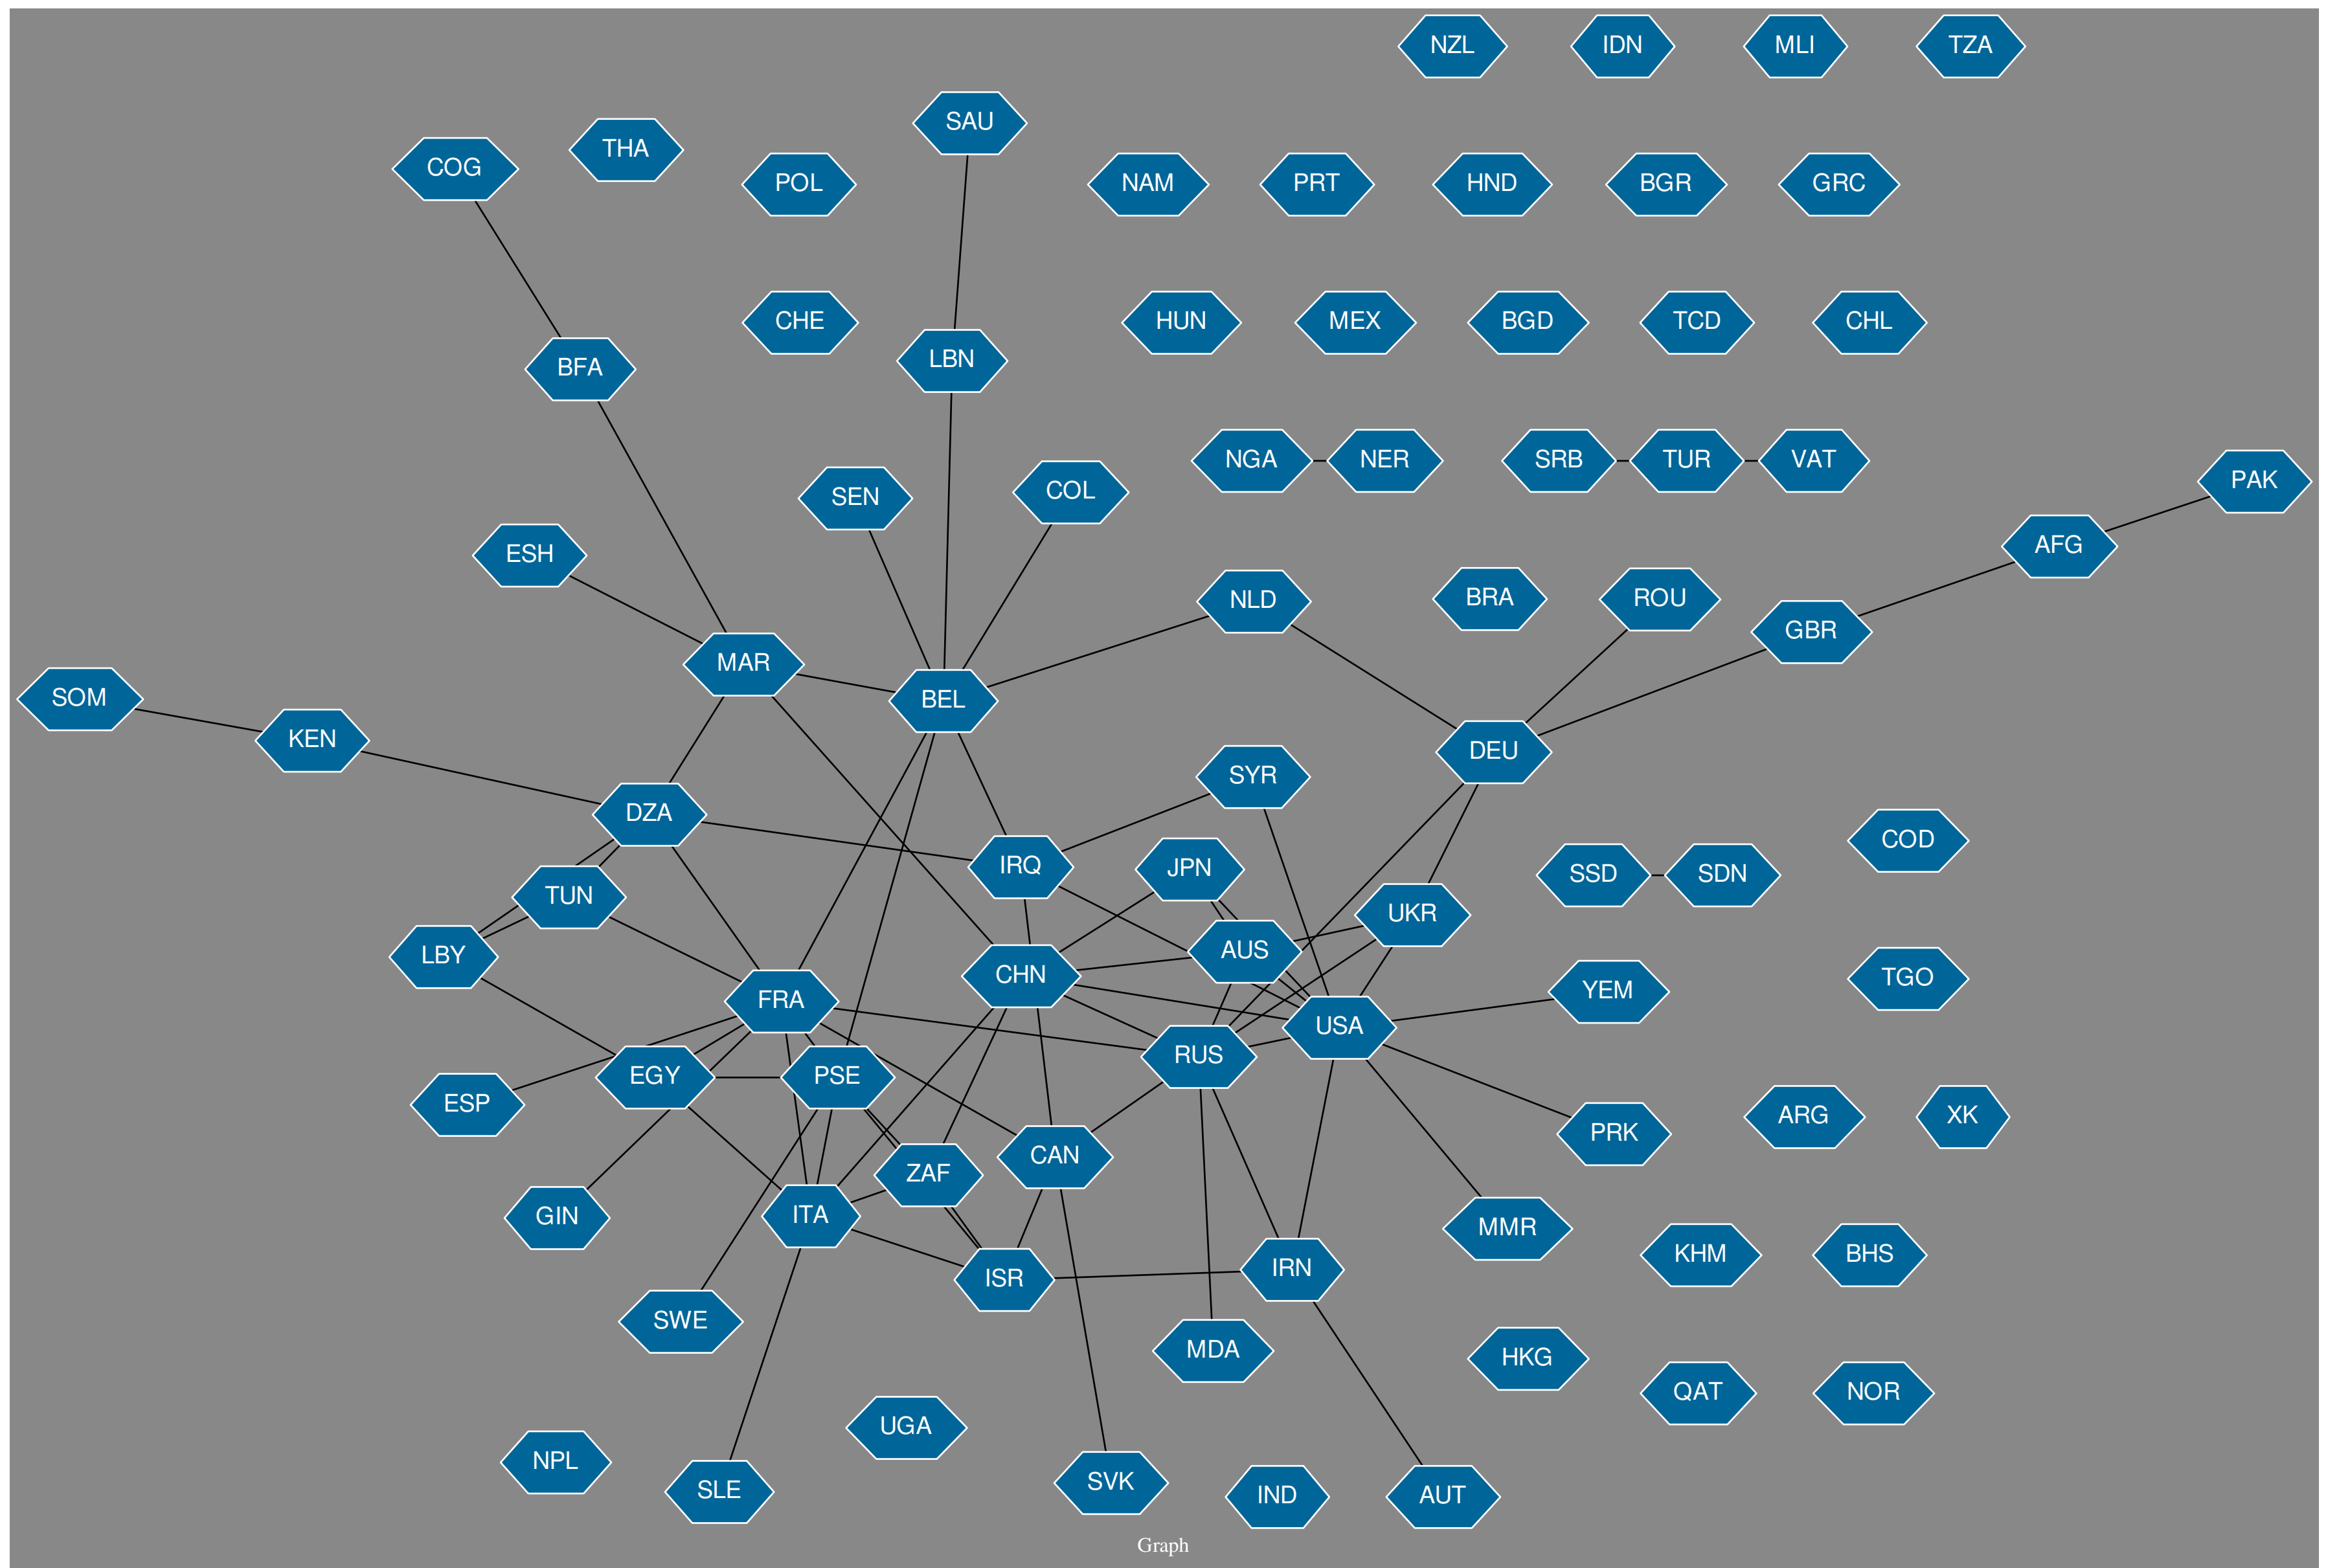 NZL
IDN
MLI
TZA
SAU
THA
COG
POL
NAM
PRT
HND
BGR
GRC
CHE
HUN
MEX
BGD
TCD
CHL
LBN
BFA
NGA
NER
SRB
TUR
VAT
PAK
COL
SEN
AFG
ESH
NLD
BRA
ROU
GBR
MAR
SOM
BEL
KEN
DEU
SYR
DZA
COD
IRQ
JPN
SSD
SDN
TUN
UKR
AUS
LBY
CHN
TGO
YEM
FRA
USA
RUS
EGY
PSE
ESP
ARG
XK
PRK
CAN
ZAF
GIN
ITA
MMR
KHM
BHS
IRN
ISR
SWE
MDA
HKG
QAT
NOR
UGA
NPL
SVK
SLE
IND
AUT
Graph